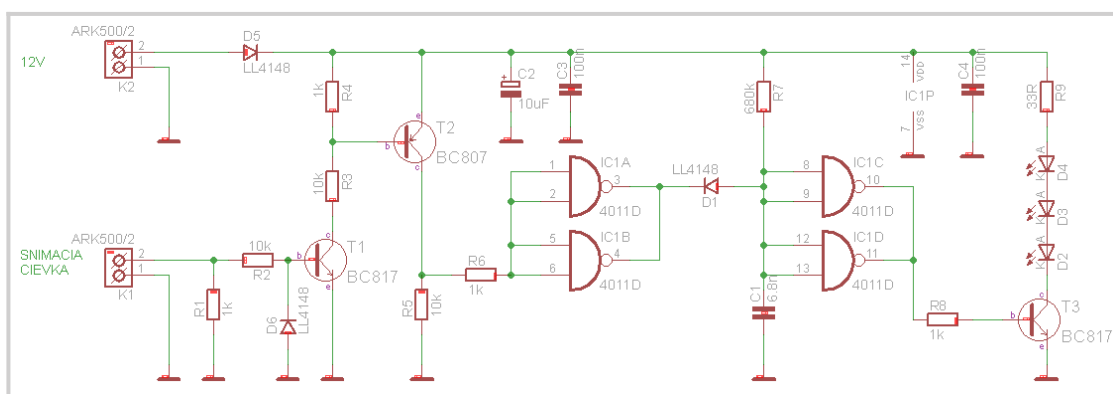 ARK500/2
2
1
K2
12V
D5
LL4148
1k
R4
T2
BC807
e
b
c
C2
+
10uF
C3
100n
680k
R7
14
VDD
IC1P
7
VSS
C4
100n
33R
R9
10k
R3
ARK500/2
2
1
K1
SNIMACIA
CIEVKA
10k
R2
R1
1k
D6
LL4148
T1
BC817
c
b
e
R5
10k
R6
1k
IC1A
1
2
3
4011D
IC1B
5
6
4
4011D
LL4148
D1
IC1C
8
9
10
4011D
IC1D
12
13
11
4011D
C1
6.8n
R8
1k
A
K
D4
A
K
D3
A
K
D2
T3
BC817
c
b
e